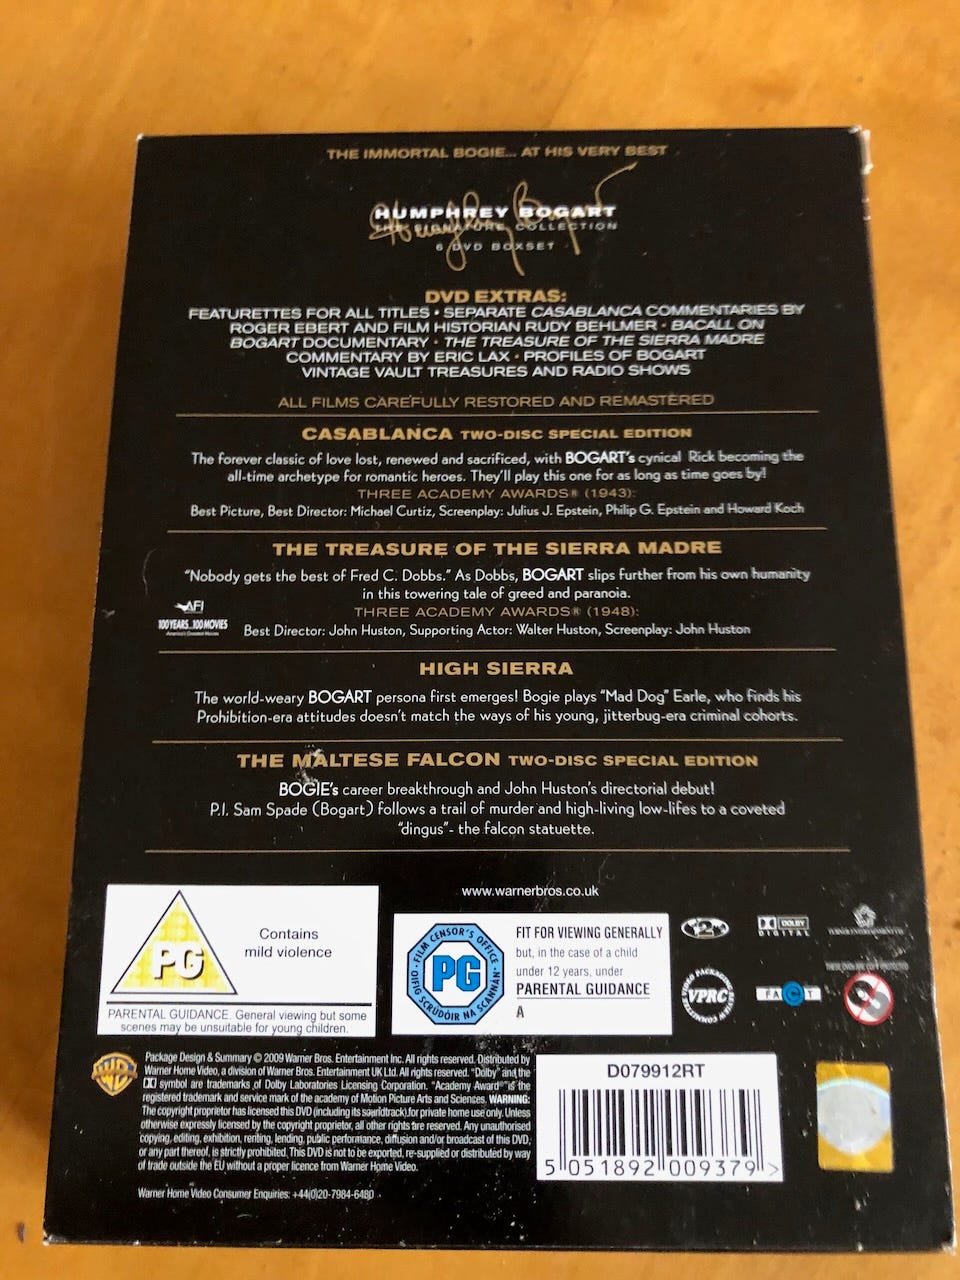 THE IMMORTAL BOGIE... AT HIS VERY BEST
Humphrey Bogart
HUMPHREY BOGART
THE SIGNATURE COLLECTION
6 DVD BOXSET
DVD EXTRAS:
FEATURETTES FOR ALL TITLES • SEPARATE CASABLANCA COMMENTARIES BY
ROGER EBERT AND FILM HISTORIAN RUDY BEHLMER • BACALL ON
BOGART DOCUMENTARY • THE TREASURE OF THE SIERRA MADRE
COMMENTARY BY ERIC LAX • PROFILES OF BOGART
VINTAGE VAULT TREASURES AND RADIO SHOWS
ALL FILMS CAREFULLY RESTORED AND REMASTERED
CASABLANCA TWO-DISC SPECIAL EDITION
The forever classic of love lost, renewed and sacrificed, with BOGART's cynical Rick becoming the
all-time archetype for romantic heroes. They'll play this one for as long as time goes by!
THREE ACADEMY AWARDS® (1943):
Best Picture, Best Director: Michael Curtiz, Screenplay: Julius J. Epstein, Philip G. Epstein and Howard Koch
THE TREASURE OF THE SIERRA MADRE
"Nobody gets the best of Fred C. Dobbs." As Dobbs, BOGART slips further from his own humanity
in this towering tale of greed and paranoia.
THREE ACADEMY AWARDS® (1948):
Best Director: John Huston, Supporting Actor: Walter Huston, Screenplay: John Huston
AFI
100 YEARS...100 MOVIES
America's Greatest Movies
HIGH SIERRA
The world-weary BOGART persona first emerges! Bogie plays "Mad Dog" Earle, who finds his
Prohibition-era attitudes doesn't match the ways of his young, jitterbug-era criminal cohorts.
THE MALTESE FALCON TWO-DISC SPECIAL EDITION
BOGIE's career breakthrough and John Huston's directorial debut!
P.I. Sam Spade (Bogart) follows a trail of murder and high-living low-lifes to a coveted
"dingus"- the falcon statuette.
www.warnerbros.co.uk
PG
Contains
mild violence
PARENTAL GUIDANCE. General viewing but some
scenes may be unsuitable for young children.
FILM CENSOR'S OFFICE
PG
OIFIG SCRÚDÓIR NA SCANNÁN
FIT FOR VIEWING GENERALLY
but, in the case of a child
under 12 years, under
PARENTAL GUIDANCE
A
2
DOLBY
DIGITAL
TURNER ENTERTAINMENT CO.
VIDEO PACKAGING REVIEW COMMITTEE
VPRC
FACT
WB
Package Design & Summary © 2009 Warner Bros. Entertainment Inc. All rights reserved. Distributed by
Warner Home Video, a division of Warner Bros. Entertainment UK Ltd. All rights reserved. "Dolby" and the
symbol are trademarks of Dolby Laboratories Licensing Corporation. "Academy Award®" is the
registered trademark and service mark of the academy of Motion Picture Arts and Sciences. WARNING:
The copyright proprietor has licensed this DVD (including its soundtrack) for private home use only. Unless
otherwise expressly licensed by the copyright proprietor, all other rights are reserved. Any unauthorised
copying, editing, exhibition, renting, lending, public performance, diffusion and/or broadcast of this DVD,
or any part thereof, is strictly prohibited. This DVD is not to be exported, re-supplied or distributed by way
of trade outside the EU without a proper licence from Warner Home Video.
Warner Home Video Consumer Enquiries: +44(0)20-7984-6480
D079912RT
5 051892 009379 >